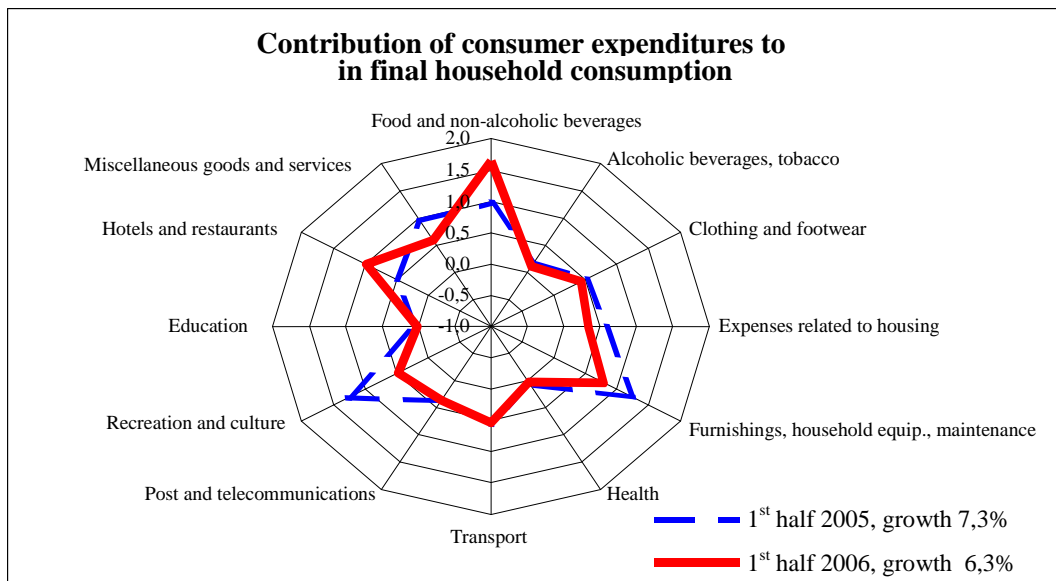 Contribution of consumer expenditures to
in final household consumption
Food and non-alcoholic beverages
Alcoholic beverages, tobacco
Clothing and footwear
Expenses related to housing
Furnishings, household equip., maintenance
Health
Transport
Post and telecommunications
Recreation and culture
Education
Hotels and restaurants
Miscellaneous goods and services
2,0
1,5
1,0
0,5
0,0
-0,5
-1,0
1st half 2005, growth 7,3%
1st half 2006, growth 6,3%